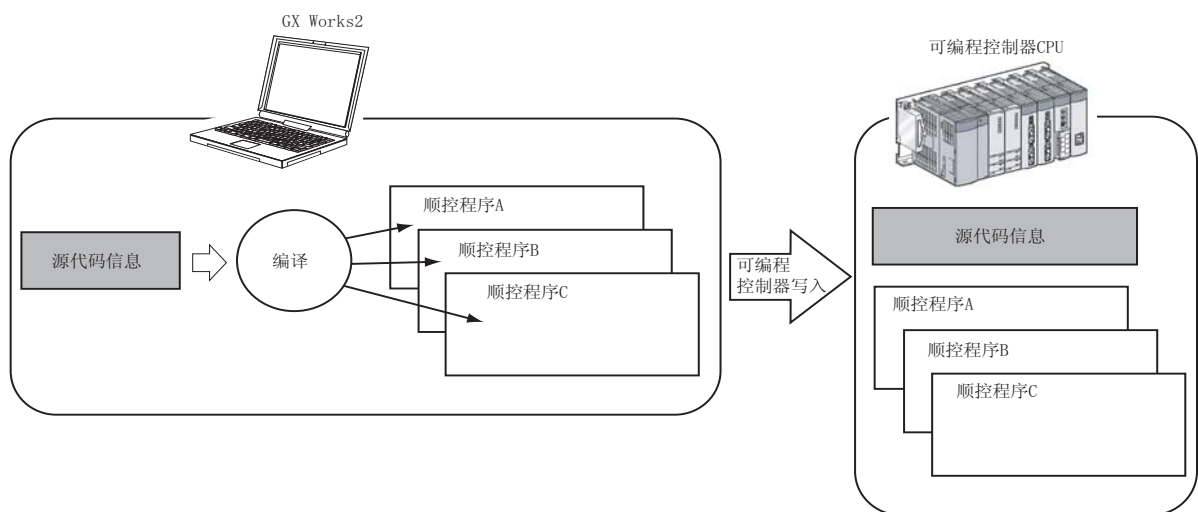 GX Works2
可编程控制器CPU
源代码信息
编译
顺控程序A
顺控程序B
顺控程序C
可编程
控制器写入
源代码信息
顺控程序A
顺控程序B
顺控程序C